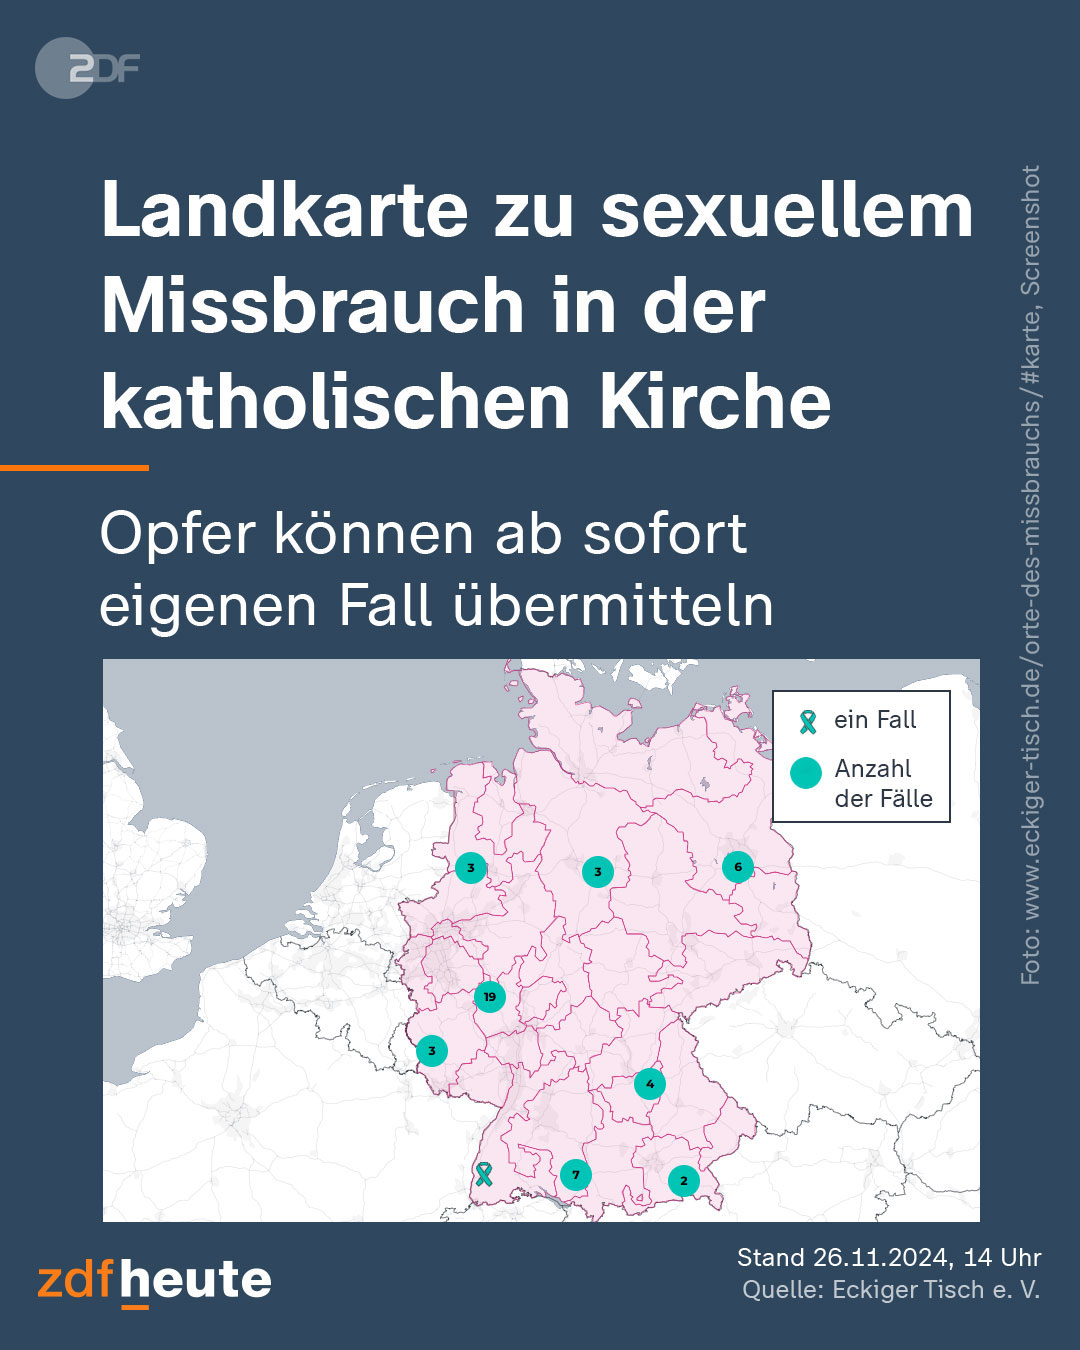 ZDF
Landkarte zu sexuellem
Missbrauch in der
katholischen Kirche
Opfer können ab sofort
eigenen Fall übermitteln
ein Fall
Anzahl
der Fälle
3
3
6
19
3
4
7
2
Foto: www.eckiger-tisch.de/orte-des-missbrauchs/#karte, Screenshot
zdfheute
Stand 26.11.2024, 14 Uhr
Quelle: Eckiger Tisch e. V.